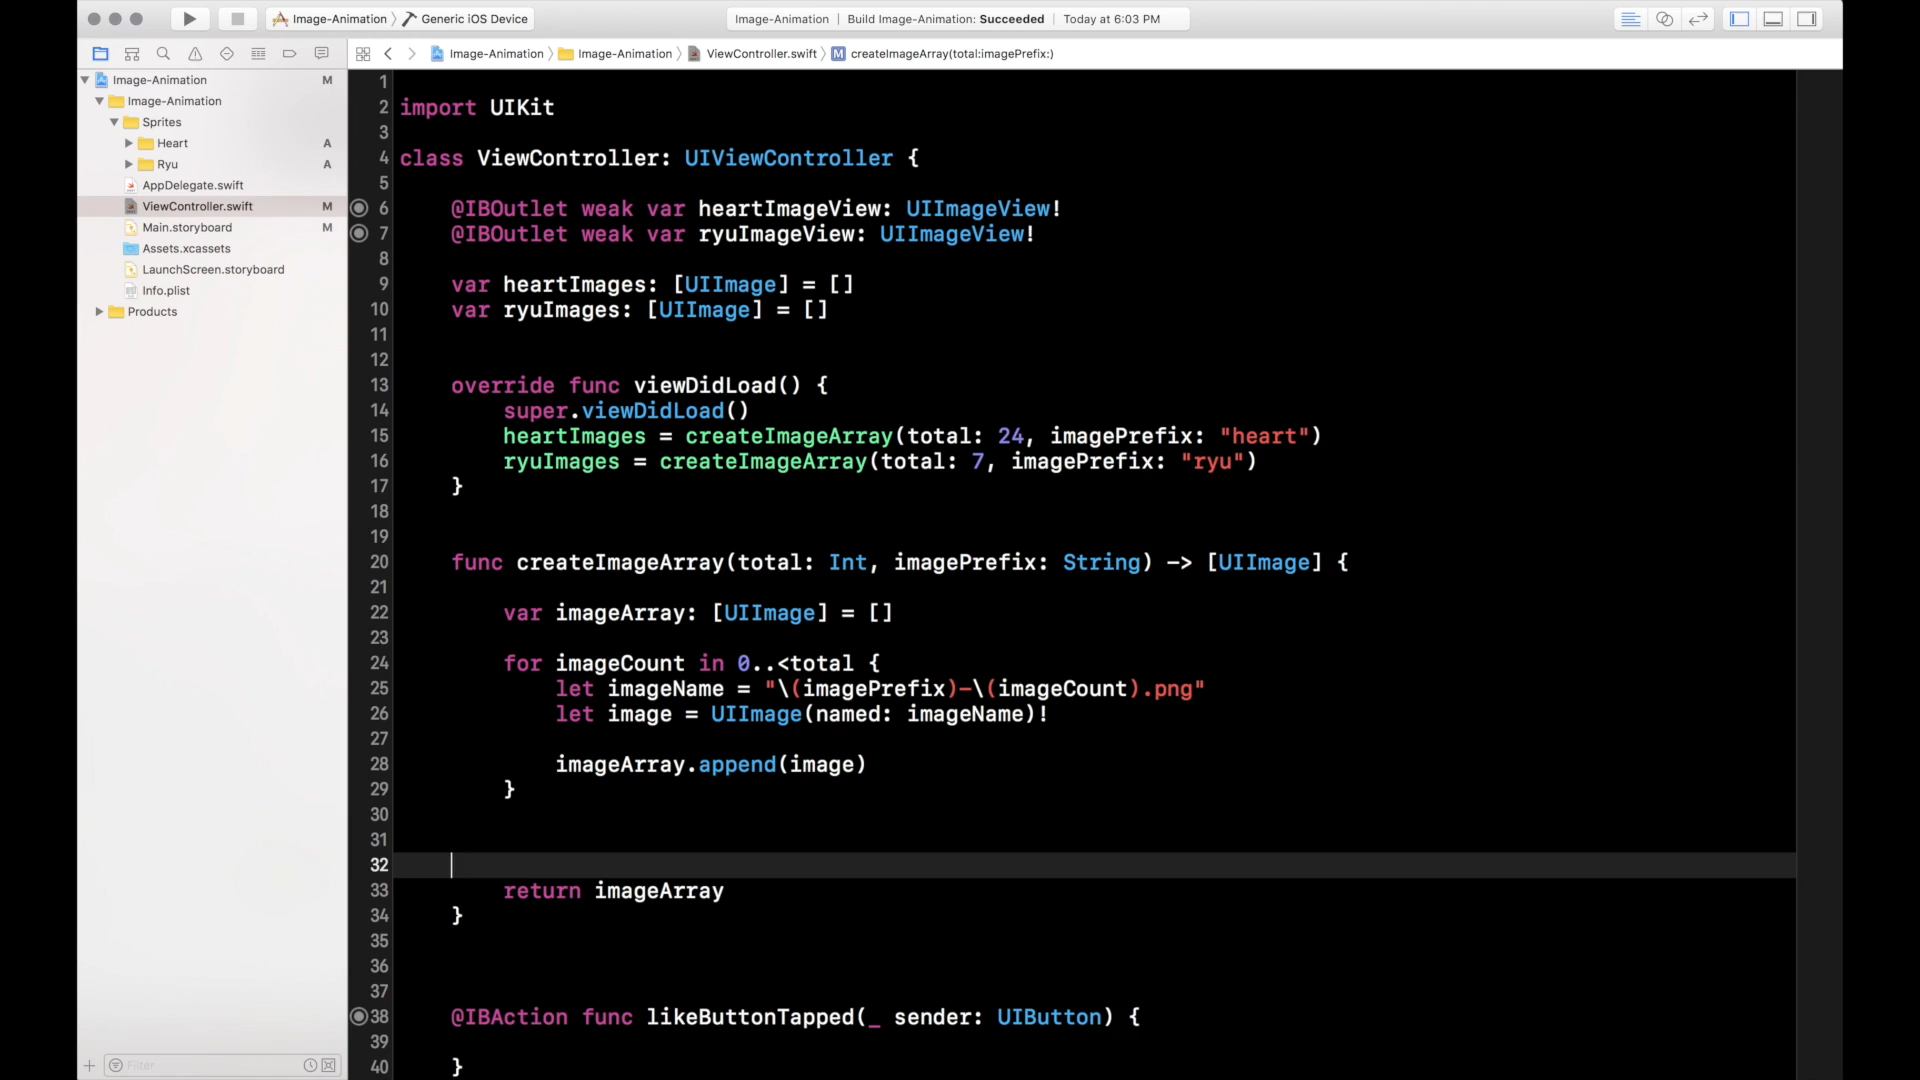 Image-Animation 〉 Generic iOS Device
Image-Animation | Build Image-Animation: Succeeded | Today at 6:03 PM
Image-Animation 〉 Image-Animation 〉 ViewController.swift 〉 M createImageArray(total:imagePrefix:)
Image-Animation M
Image-Animation
Sprites
Heart A
Ryu A
AppDelegate.swift
ViewController.swift M
Main.storyboard M
Assets.xcassets
LaunchScreen.storyboard
Info.plist
Products
Filter
1
2 import UIKit
3
4 class ViewController: UIViewController {
5
6 @IBOutlet weak var heartImageView: UIImageView!
7 @IBOutlet weak var ryuImageView: UIImageView!
8
9 var heartImages: [UIImage] = []
10 var ryuImages: [UIImage] = []
11
12
13 override func viewDidLoad() {
14 super.viewDidLoad()
15 heartImages = createImageArray(total: 24, imagePrefix: "heart")
16 ryuImages = createImageArray(total: 7, imagePrefix: "ryu")
17 }
18
19
20 func createImageArray(total: Int, imagePrefix: String) -> [UIImage] {
21
22 var imageArray: [UIImage] = []
23
24 for imageCount in 0..<total {
25 let imageName = "\(imagePrefix)-\(imageCount).png"
26 let image = UIImage(named: imageName)!
27
28 imageArray.append(image)
29 }
30
31
32
33 return imageArray
34 }
35
36
37
38 @IBAction func likeButtonTapped(_ sender: UIButton) {
39
40 }